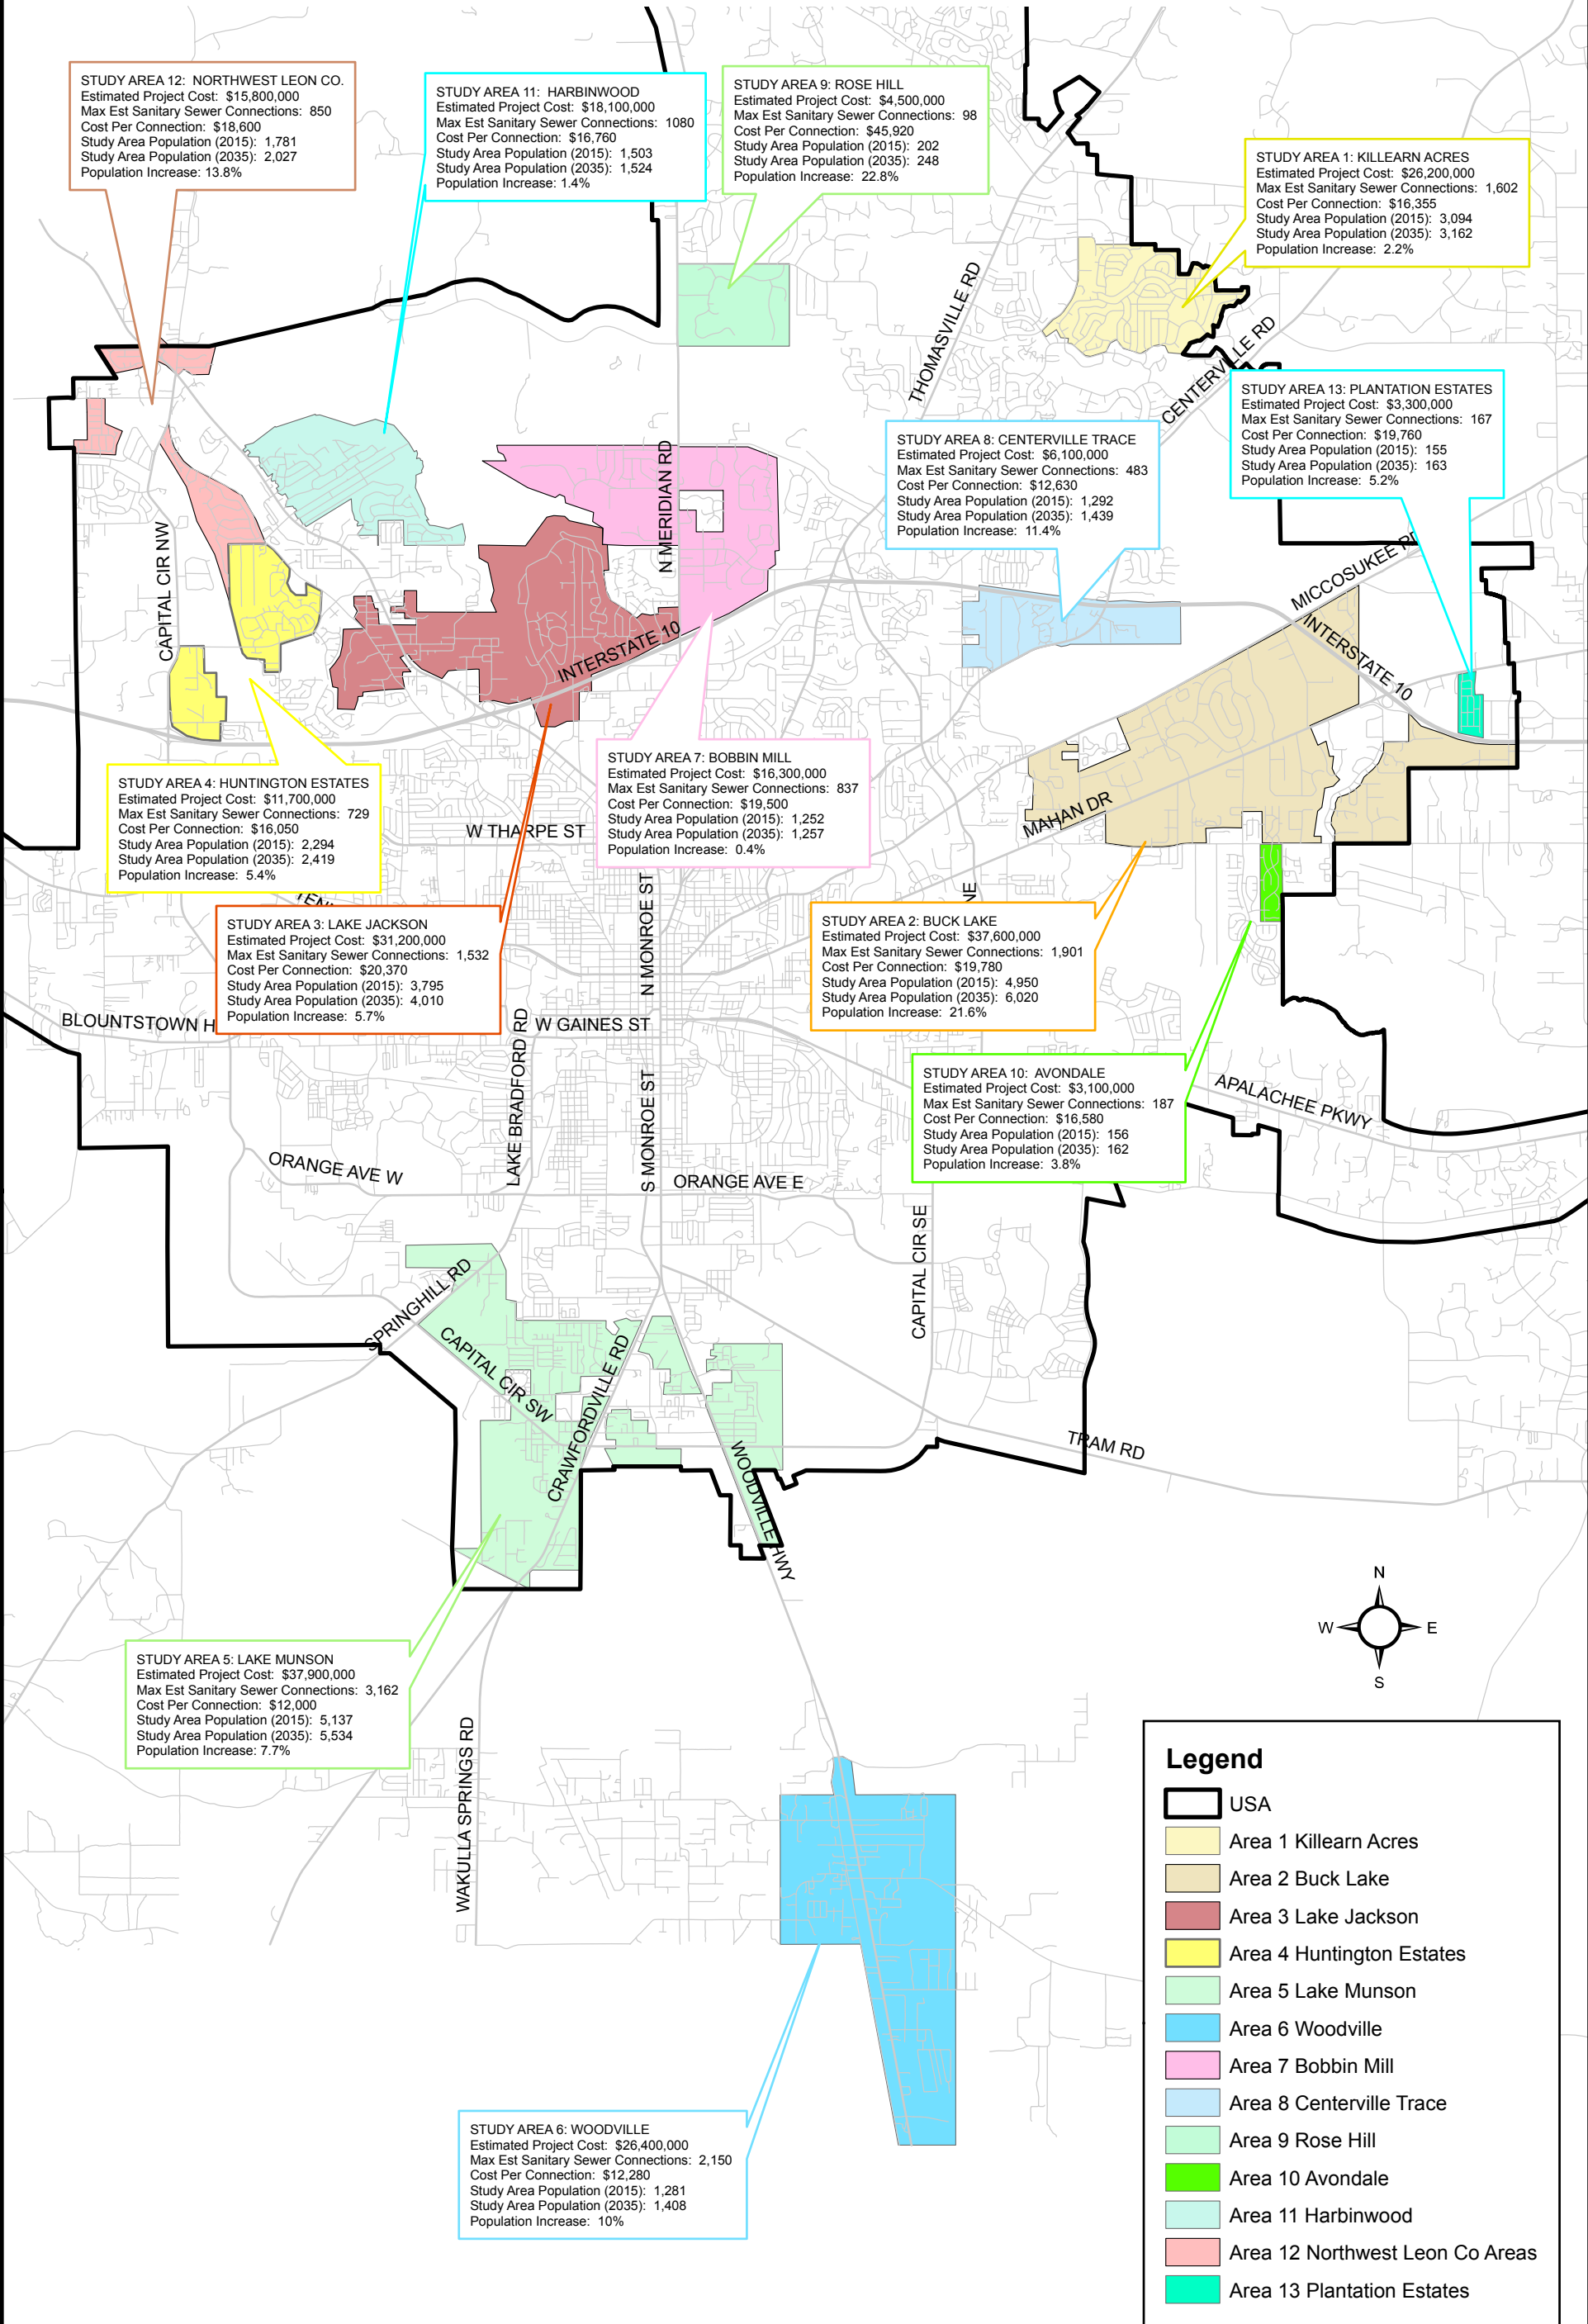 STUDY AREA 12: NORTHWEST LEON CO.
Estimated Project Cost: $15,800,000
Max Est Sanitary Sewer Connections: 850
Cost Per Connection: $18,600
Study Area Population (2015): 1,781
Study Area Population (2035): 2,027
Population Increase: 13.8%
STUDY AREA 11: HARBINWOOD
Estimated Project Cost: $18,100,000
Max Est Sanitary Sewer Connections: 1080
Cost Per Connection: $16,760
Study Area Population (2015): 1,503
Study Area Population (2035): 1,524
Population Increase: 1.4%
STUDY AREA 9: ROSE HILL
Estimated Project Cost: $4,500,000
Max Est Sanitary Sewer Connections: 98
Cost Per Connection: $45,920
Study Area Population (2015): 202
Study Area Population (2035): 248
Population Increase: 22.8%
STUDY AREA 1: KILLEARN ACRES
Estimated Project Cost: $26,200,000
Max Est Sanitary Sewer Connections: 1,602
Cost Per Connection: $16,355
Study Area Population (2015): 3,094
Study Area Population (2035): 3,162
Population Increase: 2.2%
THOMASVILLE RD
CENTERVILLE RD
STUDY AREA 13: PLANTATION ESTATES
Estimated Project Cost: $3,300,000
Max Est Sanitary Sewer Connections: 167
Cost Per Connection: $19,760
Study Area Population (2015): 155
Study Area Population (2035): 163
Population Increase: 5.2%
STUDY AREA 8: CENTERVILLE TRACE
Estimated Project Cost: $6,100,000
Max Est Sanitary Sewer Connections: 483
Cost Per Connection: $12,630
Study Area Population (2015): 1,292
Study Area Population (2035): 1,439
Population Increase: 11.4%
N MERIDIAN RD
CAPITAL CIR NW
MICCOSUKEE RD
INTERSTATE 10
INTERSTATE 10
STUDY AREA 7: BOBBIN MILL
Estimated Project Cost: $16,300,000
Max Est Sanitary Sewer Connections: 837
Cost Per Connection: $19,500
Study Area Population (2015): 1,252
Study Area Population (2035): 1,257
Population Increase: 0.4%
STUDY AREA 4: HUNTINGTON ESTATES
Estimated Project Cost: $11,700,000
Max Est Sanitary Sewer Connections: 729
Cost Per Connection: $16,050
Study Area Population (2015): 2,294
Study Area Population (2035): 2,419
Population Increase: 5.4%
W THARPE ST
MAHAN DR
NE
N MONROE ST
STUDY AREA 3: LAKE JACKSON
Estimated Project Cost: $31,200,000
Max Est Sanitary Sewer Connections: 1,532
Cost Per Connection: $20,370
Study Area Population (2015): 3,795
Study Area Population (2035): 4,010
Population Increase: 5.7%
STUDY AREA 2: BUCK LAKE
Estimated Project Cost: $37,600,000
Max Est Sanitary Sewer Connections: 1,901
Cost Per Connection: $19,780
Study Area Population (2015): 4,950
Study Area Population (2035): 6,020
Population Increase: 21.6%
BLOUNTSTOWN H
W GAINES ST
LAKE BRADFORD RD
S MONROE ST
STUDY AREA 10: AVONDALE
Estimated Project Cost: $3,100,000
Max Est Sanitary Sewer Connections: 187
Cost Per Connection: $16,580
Study Area Population (2015): 156
Study Area Population (2035): 162
Population Increase: 3.8%
APALACHEE PKWY
ORANGE AVE W
ORANGE AVE E
CAPITAL CIR SE
SPRINGHILL RD
CAPITAL CIR SW
CRAWFORDVILLE RD
WOODVILLE HWY
TRAM RD
N
W E
S
STUDY AREA 5: LAKE MUNSON
Estimated Project Cost: $37,900,000
Max Est Sanitary Sewer Connections: 3,162
Cost Per Connection: $12,000
Study Area Population (2015): 5,137
Study Area Population (2035): 5,534
Population Increase: 7.7%
WAKULLA SPRINGS RD
STUDY AREA 6: WOODVILLE
Estimated Project Cost: $26,400,000
Max Est Sanitary Sewer Connections: 2,150
Cost Per Connection: $12,280
Study Area Population (2015): 1,281
Study Area Population (2035): 1,408
Population Increase: 10%
Legend
USA
Area 1 Killearn Acres
Area 2 Buck Lake
Area 3 Lake Jackson
Area 4 Huntington Estates
Area 5 Lake Munson
Area 6 Woodville
Area 7 Bobbin Mill
Area 8 Centerville Trace
Area 9 Rose Hill
Area 10 Avondale
Area 11 Harbinwood
Area 12 Northwest Leon Co Areas
Area 13 Plantation Estates